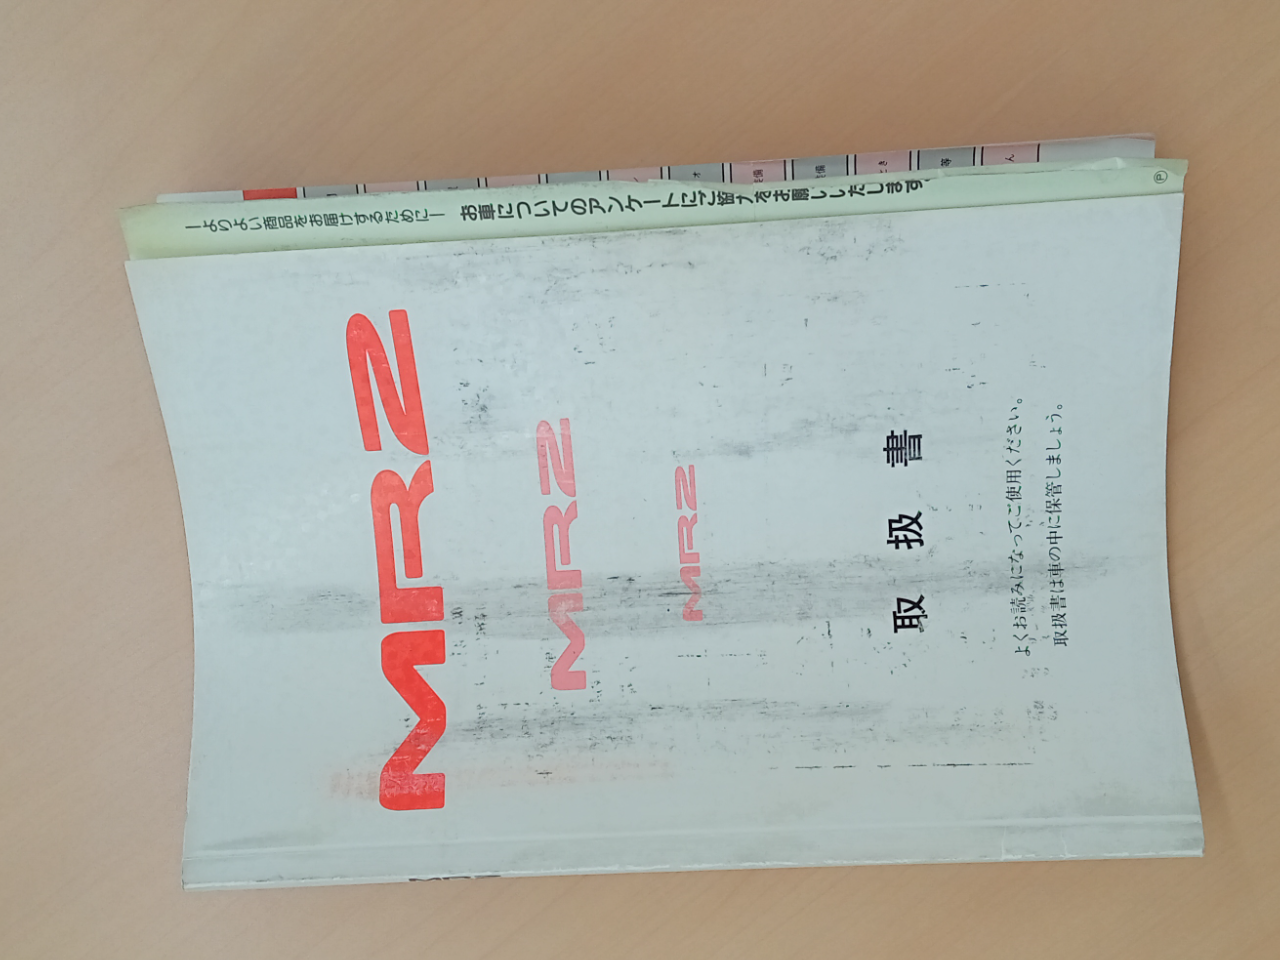 MR2
MR2
MR2
取扱書
よくお読みになってご使用ください。
取扱書は車の中に保管しましょう。
―よりよい商品をお届けするために― お車についてのアンケートにご協力をお願いいたします。
Ⓟ